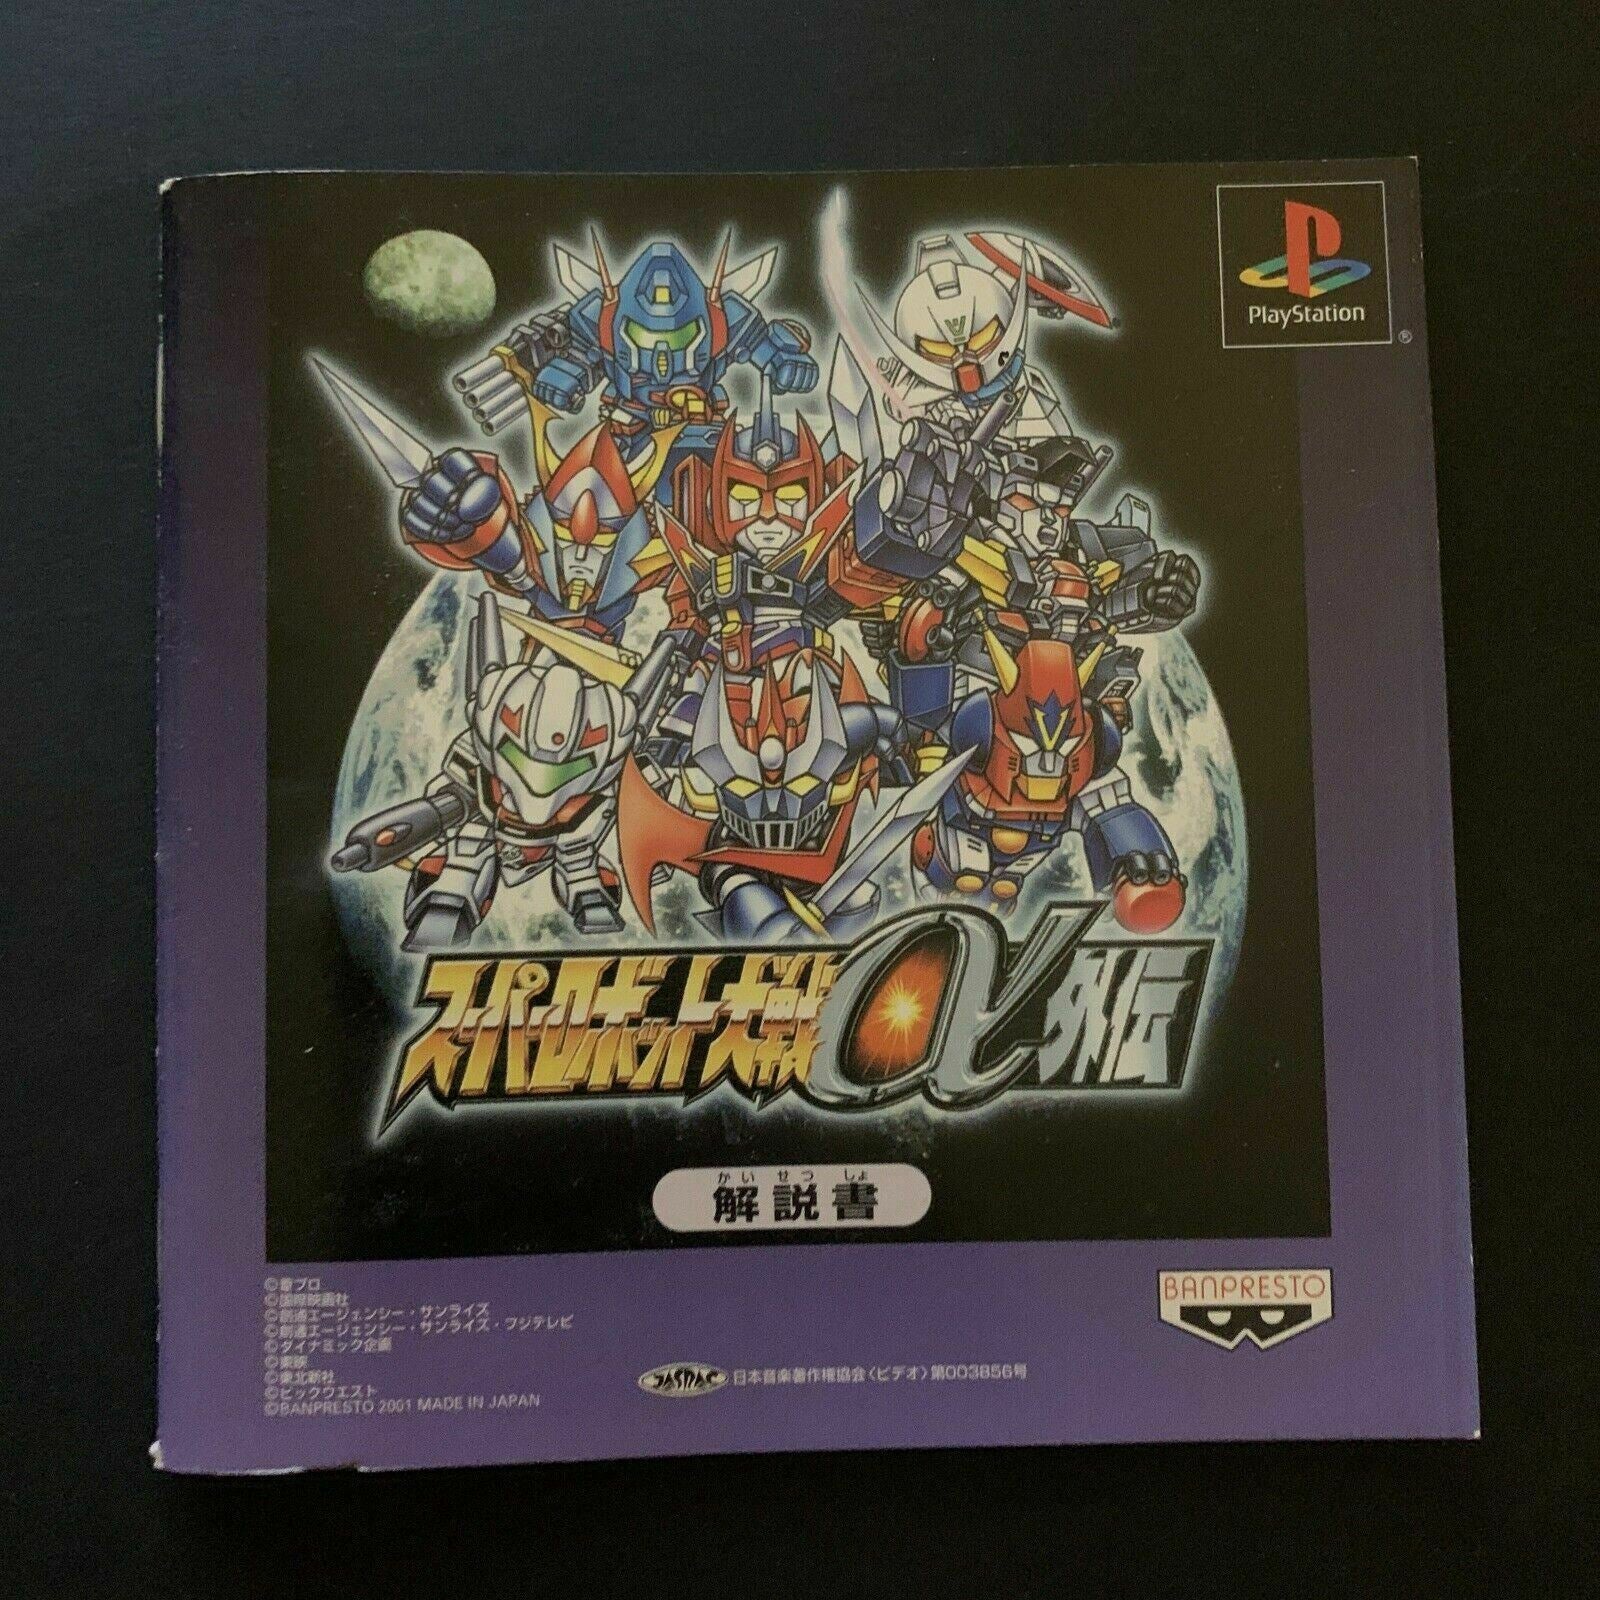 PlayStation
®
スーパーロボット大戦α外伝
かい せつ しょ
解説書
BANPRESTO
©葦プロ
©国際映画社
©創通エージェンシー・サンライズ
©創通エージェンシー・サンライズ・フジテレビ
©ダイナミック企画
©東映
©東北新社
©ビックウエスト
©BANPRESTO 2001 MADE IN JAPAN
JASRAC 日本音楽著作権協会〈ビデオ〉第003856号